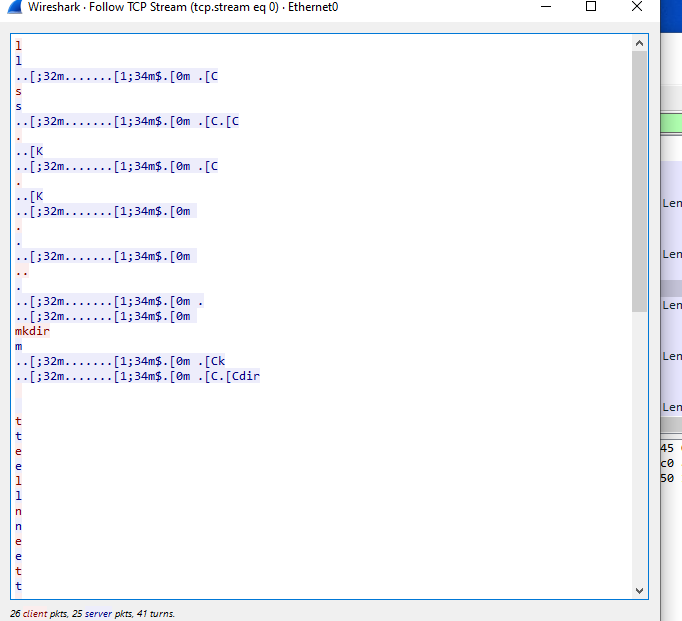 Wireshark · Follow TCP Stream (tcp.stream eq 0) · Ethernet0
l
l
..[;32m.......[1;34m$.[0m .[C
s
s
..[;32m.......[1;34m$.[0m .[C.[C
.
..[K
..[;32m.......[1;34m$.[0m .[C
.
..[K
..[;32m.......[1;34m$.[0m
.
.
..[;32m.......[1;34m$.[0m
..
.
..[;32m.......[1;34m$.[0m .
..[;32m.......[1;34m$.[0m
mkdir
m
..[;32m.......[1;34m$.[0m .[Ck
..[;32m.......[1;34m$.[0m .[C.[Cdir
t
t
e
e
l
l
n
n
e
e
t
t
26 client pkts, 25 server pkts, 41 turns.
Len
Len
Len
Len
Len
45
c0
50